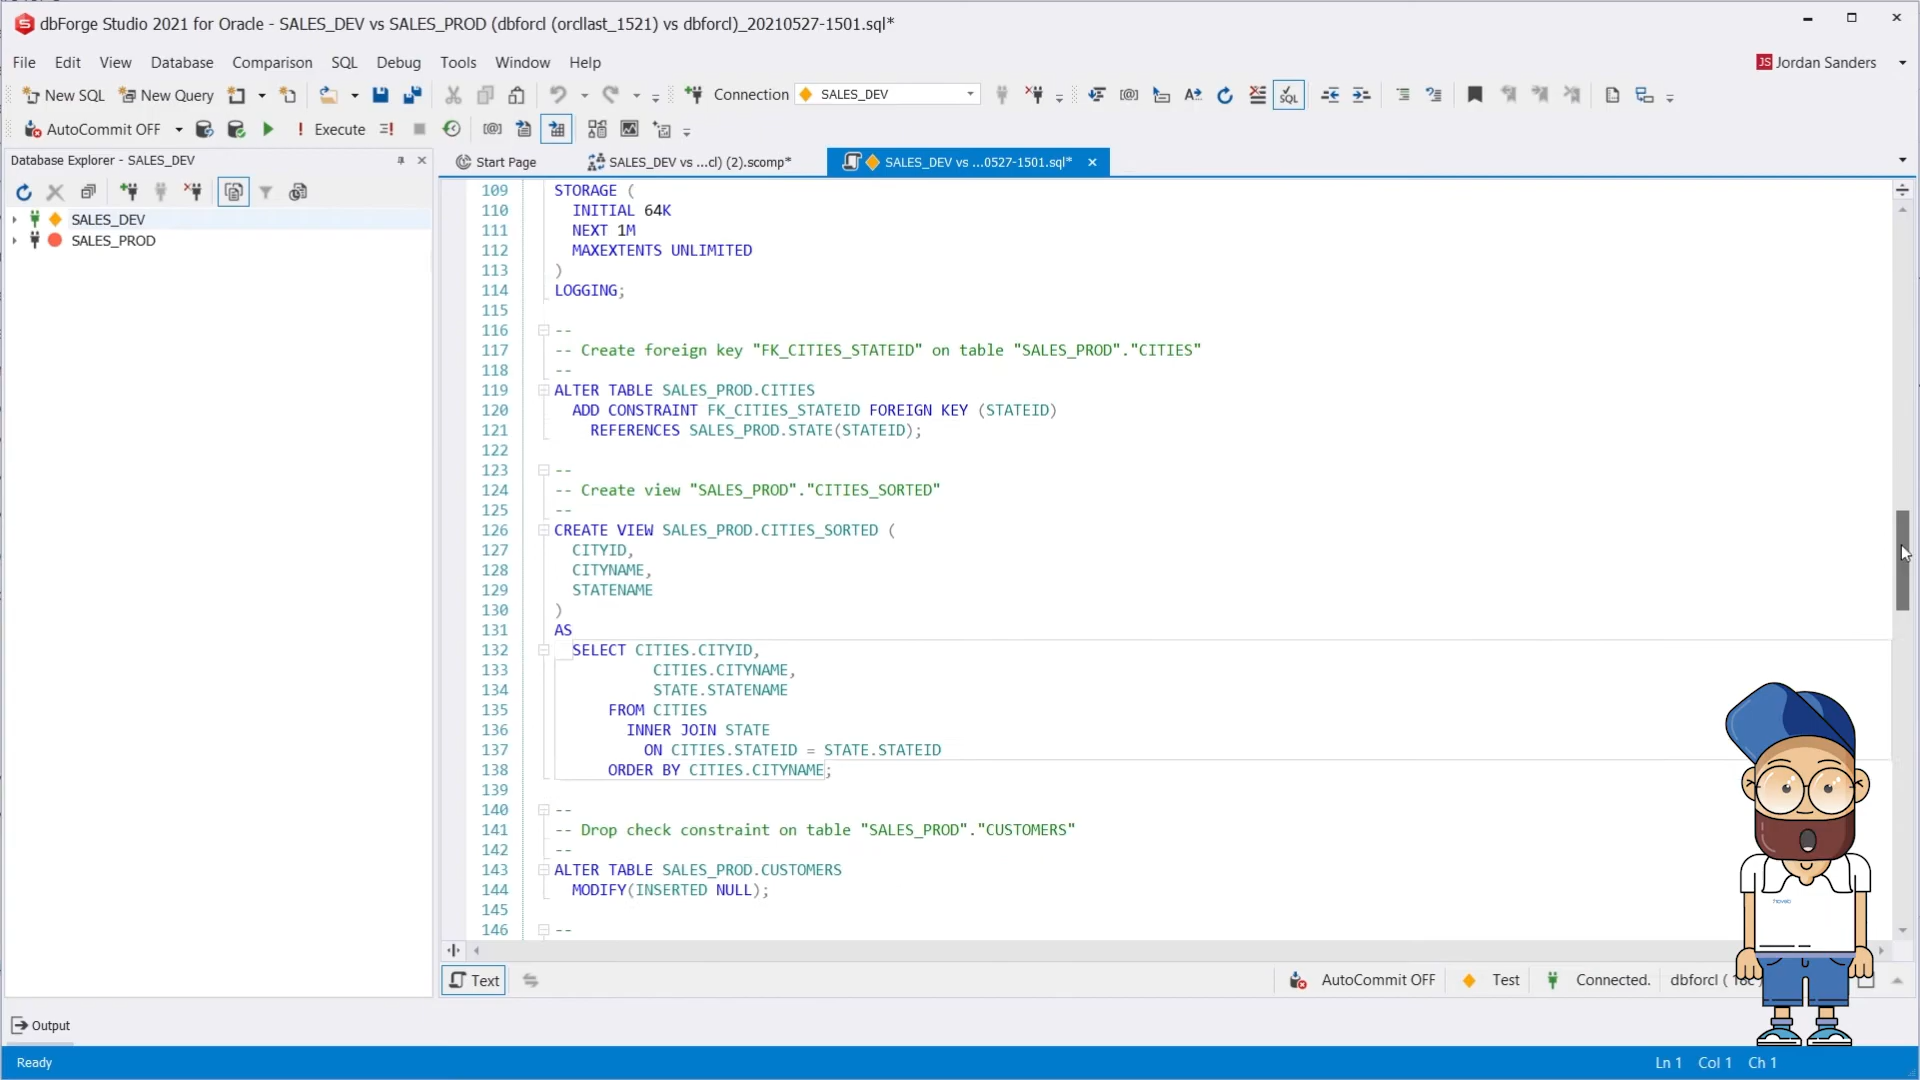 dbForge Studio 2021 for Oracle - SALES_DEV vs SALES_PROD (dbforcl (orcllast_1521) vs dbforcl)_20210527-1501.sql*
File Edit View Database Comparison SQL Debug Tools Window Help
JS Jordan Sanders
New SQL New Query Connection SALES_DEV
AutoCommit OFF Execute
Database Explorer - SALES_DEV
Start Page
SALES_DEV vs ...cl) (2).scomp*
SALES_DEV vs ...0527-1501.sql*
SALES_DEV
SALES_PROD
109 STORAGE (
110 INITIAL 64K
111 NEXT 1M
112 MAXEXTENTS UNLIMITED
113 )
114 LOGGING;
115
116 --
117 -- Create foreign key "FK_CITIES_STATEID" on table "SALES_PROD"."CITIES"
118 --
119 ALTER TABLE SALES_PROD.CITIES
120 ADD CONSTRAINT FK_CITIES_STATEID FOREIGN KEY (STATEID)
121 REFERENCES SALES_PROD.STATE(STATEID);
122
123 --
124 -- Create view "SALES_PROD"."CITIES_SORTED"
125 --
126 CREATE VIEW SALES_PROD.CITIES_SORTED (
127 CITYID,
128 CITYNAME,
129 STATENAME
130 )
131 AS
132 SELECT CITIES.CITYID,
133 CITIES.CITYNAME,
134 STATE.STATENAME
135 FROM CITIES
136 INNER JOIN STATE
137 ON CITIES.STATEID = STATE.STATEID
138 ORDER BY CITIES.CITYNAME;
139
140 --
141 -- Drop check constraint on table "SALES_PROD"."CUSTOMERS"
142 --
143 ALTER TABLE SALES_PROD.CUSTOMERS
144 MODIFY(INSERTED NULL);
145
146 --
Text
AutoCommit OFF Test Connected. dbforcl (
Output
Ready
Ln 1 Col 1 Ch 1